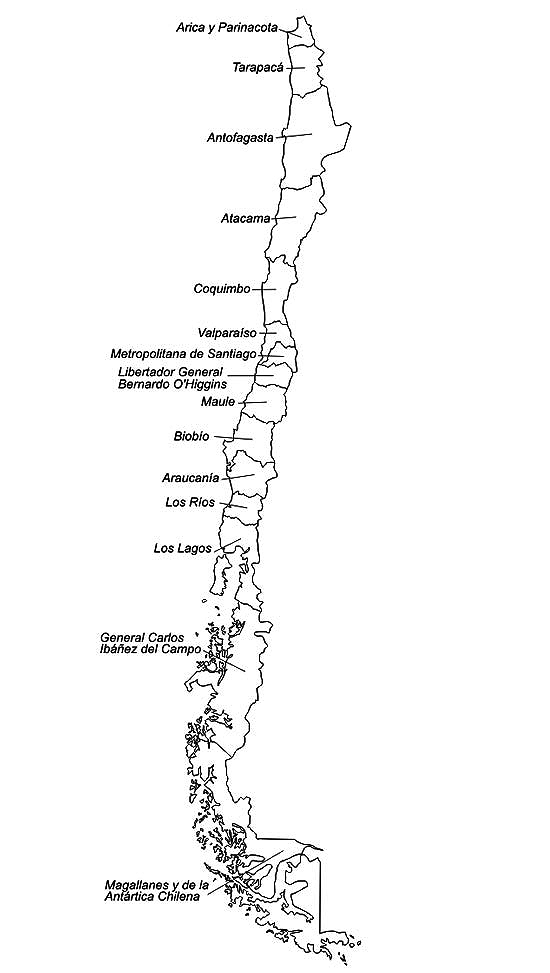 Arica y Parinacota
Tarapacá
Antofagasta
Atacama
Coquimbo
Valparaíso
Metropolitana de Santiago
Libertador General
Bernardo O'Higgins
Maule
Biobío
Araucanía
Los Ríos
Los Lagos
General Carlos
Ibáñez del Campo
Magallanes y de la
Antártica Chilena